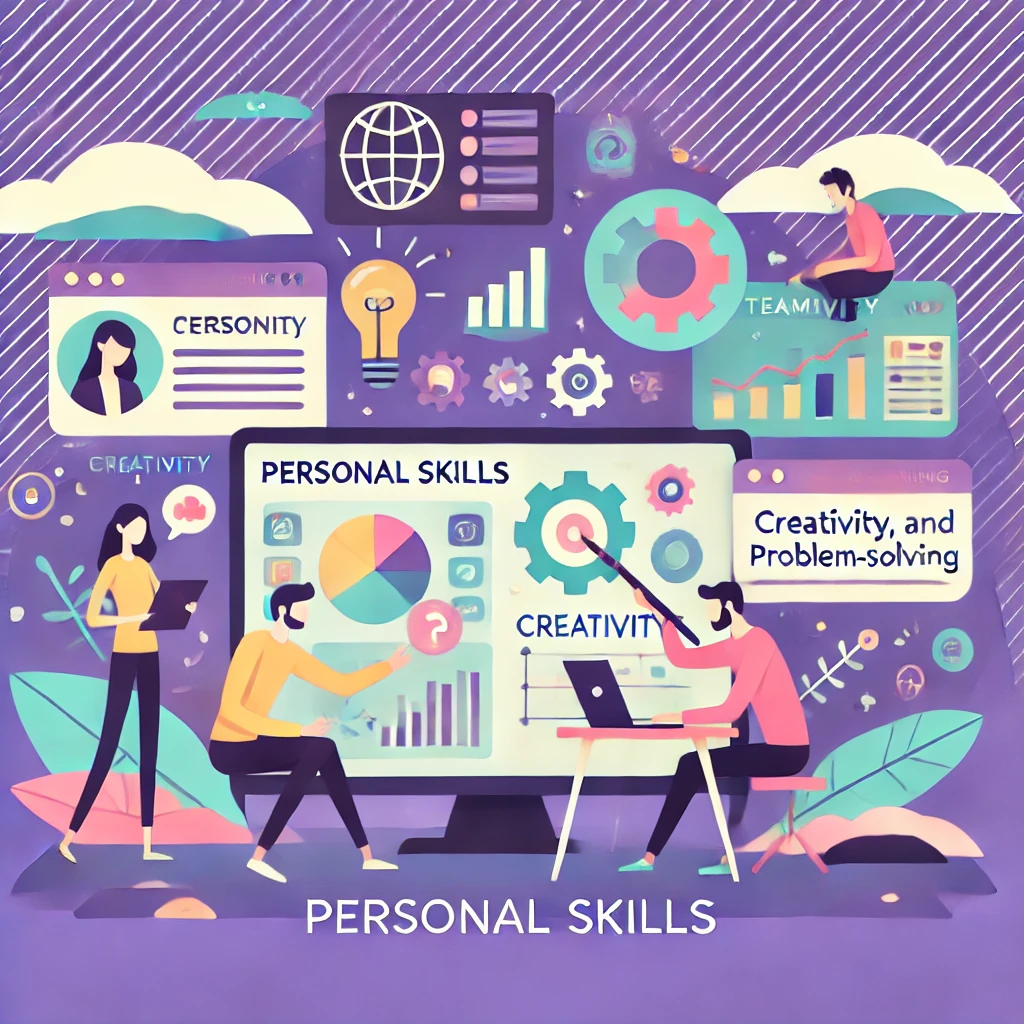 CERSONITY
TEAMIVITY
CREATIVITY
PERSONAL SKILLS
Creativity, and
Problem-solving
?
CREATIVITY
PERSONAL SKILLS